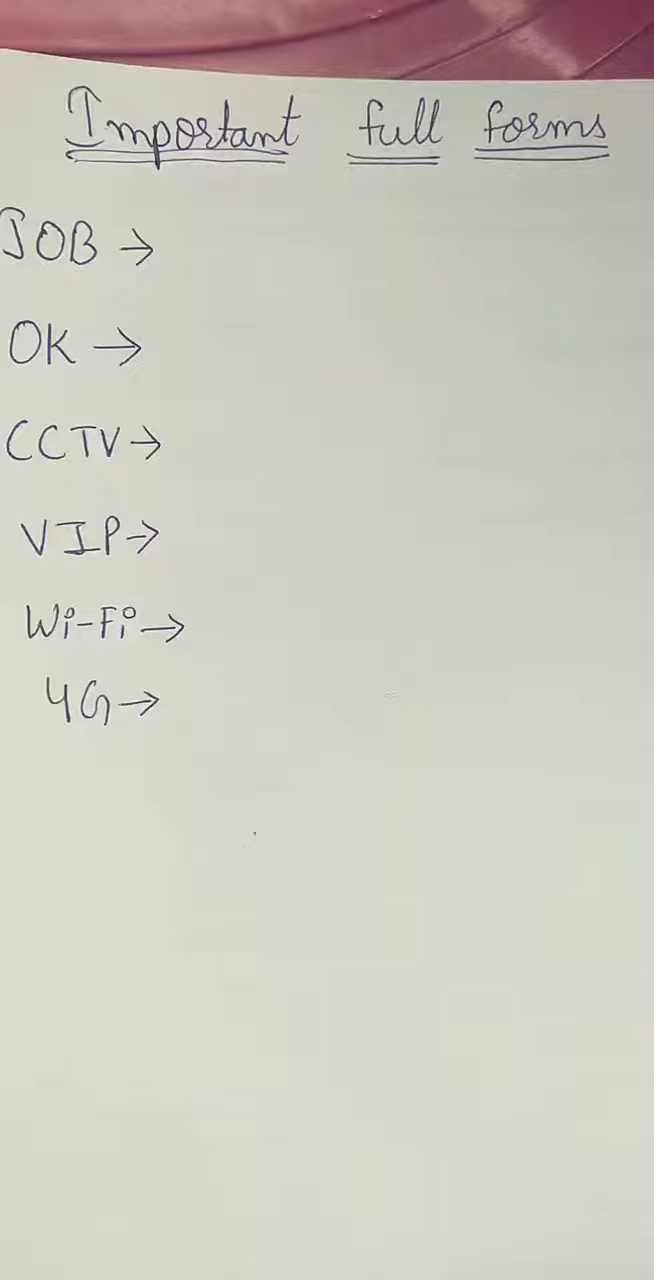 Important full forms
JOB →
OK →
CCTV →
VIP →
Wi-Fi →
4G →